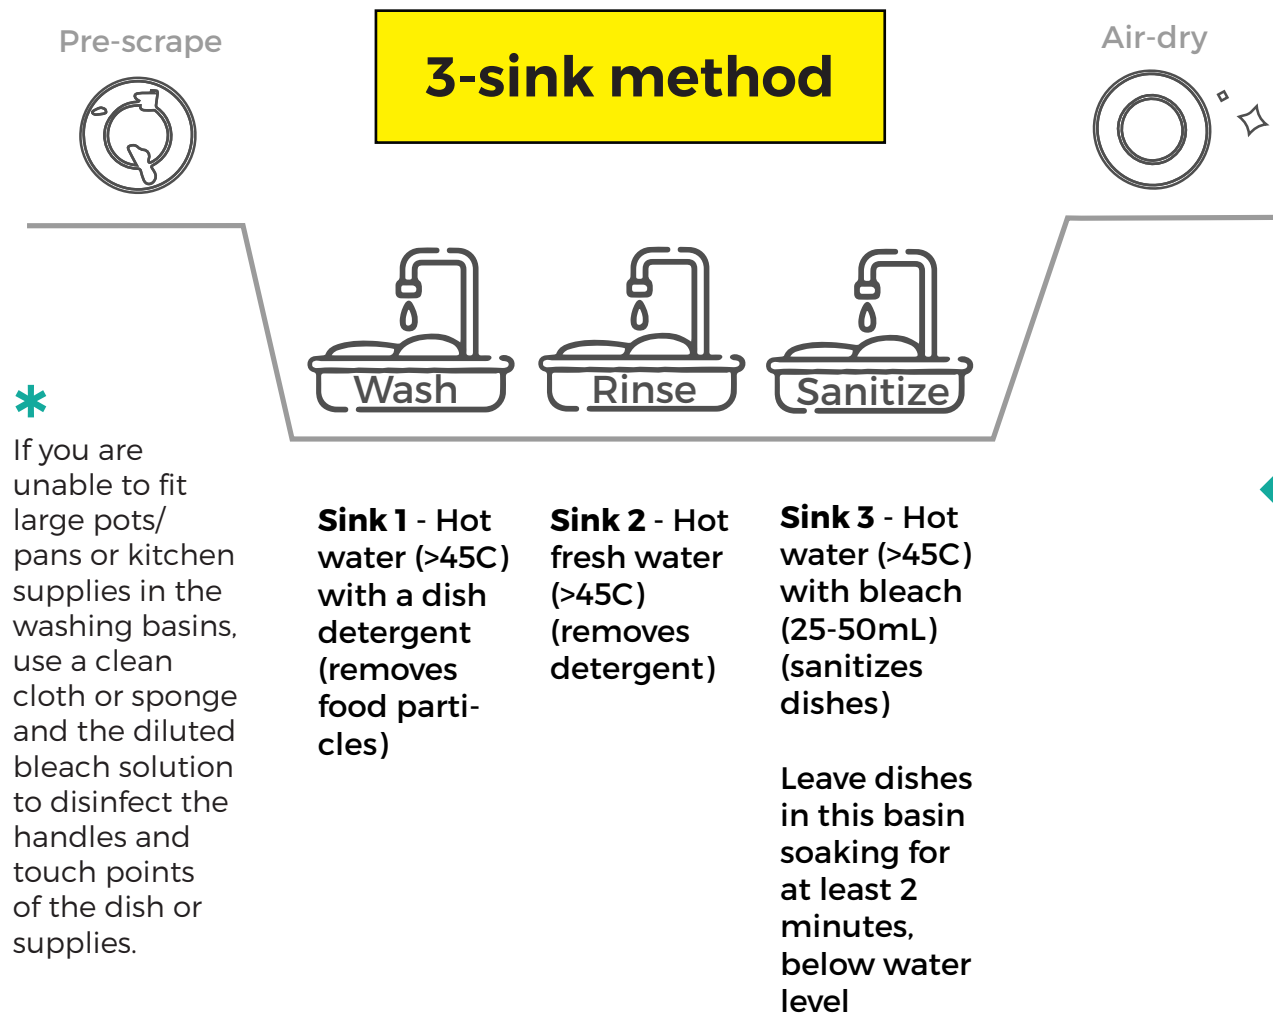 Pre-scrape
3-sink method
Air-dry
Wash
Rinse
Sanitize
*
If you are
unable to fit
large pots/
pans or kitchen
supplies in the
washing basins,
use a clean
cloth or sponge
and the diluted
bleach solution
to disinfect the
handles and
touch points
of the dish or
supplies.
Sink 1 - Hot
water (>45C)
with a dish
detergent
(removes
food parti-
cles)
Sink 2 - Hot
fresh water
(>45C)
(removes
detergent)
Sink 3 - Hot
water (>45C)
with bleach
(25-50mL)
(sanitizes
dishes)
Leave dishes
in this basin
soaking for
at least 2
minutes,
below water
level